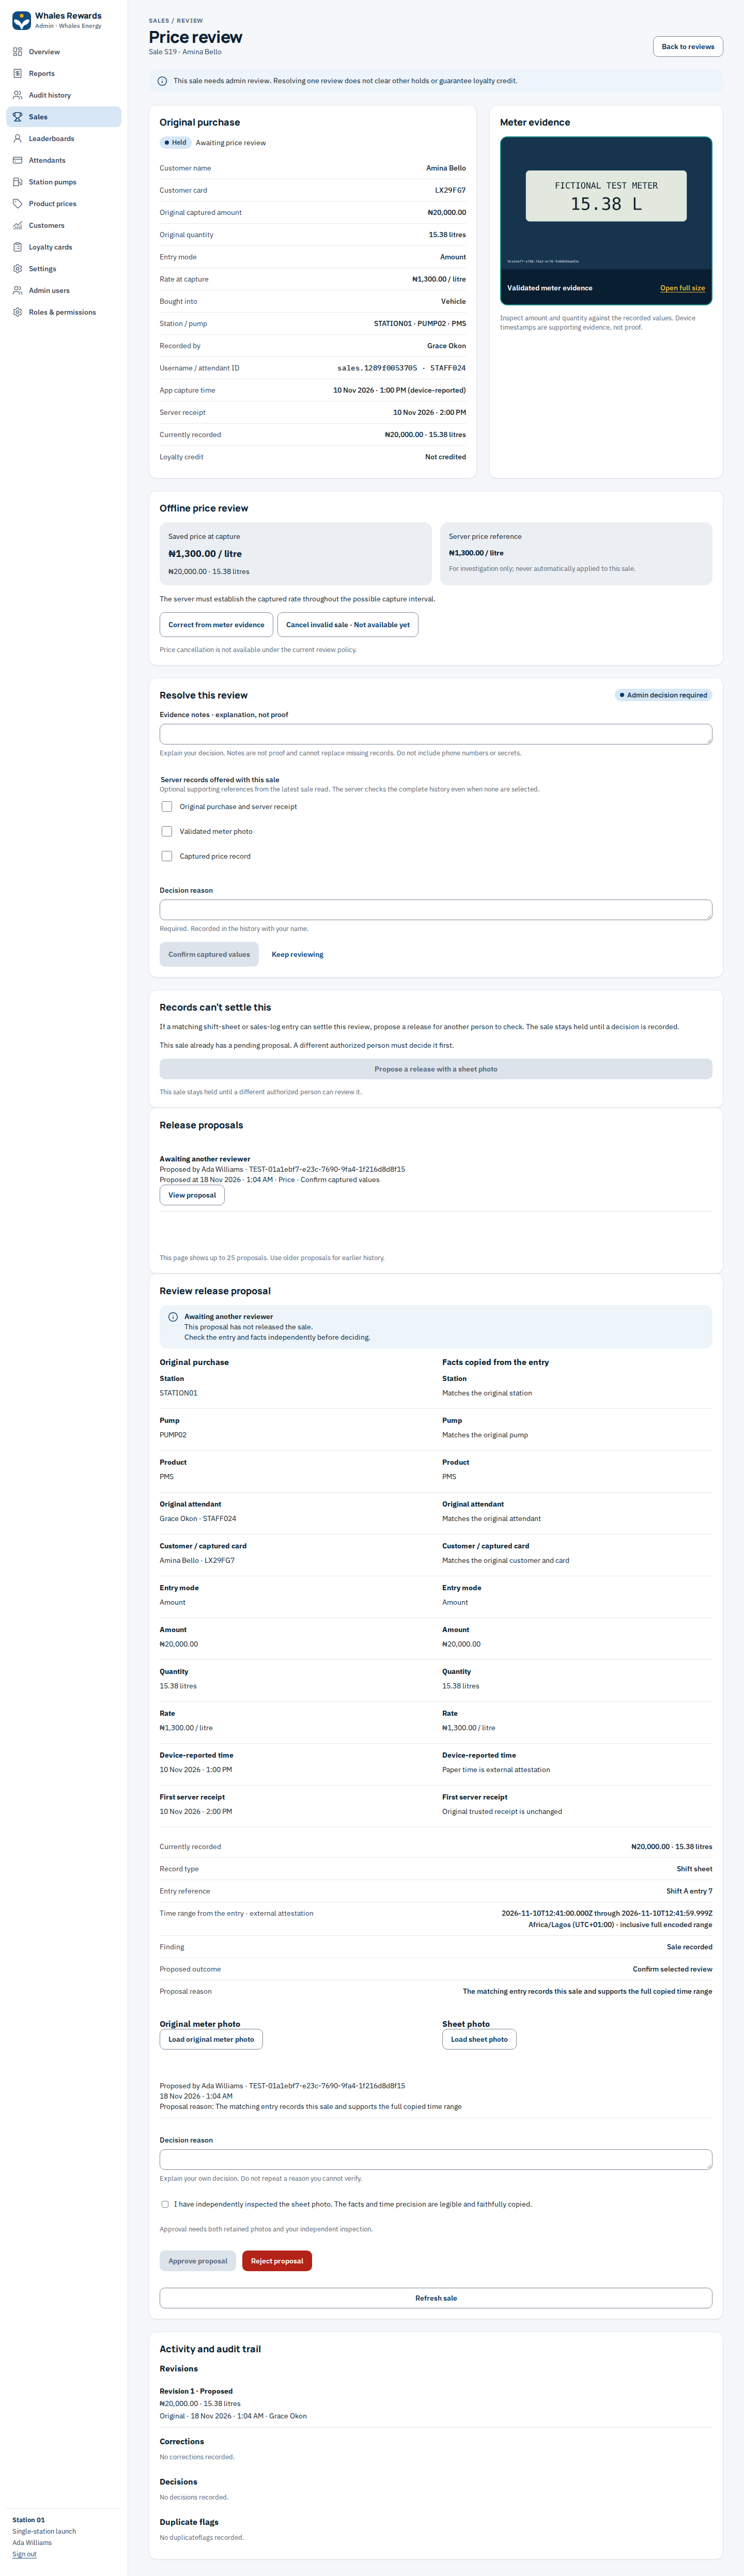 Whales Rewards
Admin · Whales Energy
Overview
Reports
Audit history
Sales
Leaderboards
Attendants
Station pumps
Product prices
Customers
Loyalty cards
Settings
Admin users
Roles & permissions
SALES / REVIEW
Price review
Sale S19 · Amina Bello
Back to reviews
This sale needs admin review. Resolving one review does not clear other holds or guarantee loyalty credit.
Original purchase
Held Awaiting price review
Customer name Amina Bello
Customer card LX29FG7
Original captured amount ₦20,000.00
Original quantity 15.38 litres
Entry mode Amount
Rate at capture ₦1,300.00 / litre
Bought into Vehicle
Station / pump STATION01 · PUMP02 · PMS
Recorded by Grace Okon
Username / attendant ID sales.1289f0053705 · STAFF024
App capture time 10 Nov 2026 · 1:00 PM (device-reported)
Server receipt 10 Nov 2026 · 2:00 PM
Currently recorded ₦20,000.00 · 15.38 litres
Loyalty credit Not credited
Meter evidence
FICTIONAL TEST METER
15.38 L
Validated meter evidence Open full size
Inspect amount and quantity against the recorded values. Device
timestamps are supporting evidence, not proof.
Offline price review
Saved price at capture
₦1,300.00 / litre
₦20,000.00 · 15.38 litres
Server price reference
₦1,300.00 / litre
For investigation only; never automatically applied to this sale.
The server must establish the captured rate throughout the possible capture interval.
Correct from meter evidence
Cancel invalid sale · Not available yet
Price cancellation is not available under the current review policy.
Resolve this review
Admin decision required
Evidence notes · explanation, not proof
Explain your decision. Notes are not proof and cannot replace missing records. Do not include phone numbers or secrets.
Server records offered with this sale
Optional supporting references from the latest sale read. The server checks the complete history even when none are selected.
Original purchase and server receipt
Validated meter photo
Captured price record
Decision reason
Required. Recorded in the history with your name.
Confirm captured values
Keep reviewing
Records can't settle this
If a matching shift-sheet or sales-log entry can settle this review, propose a release for another person to check. The sale stays held until a decision is recorded.
This sale already has a pending proposal. A different authorized person must decide it first.
Propose a release with a sheet photo
This sale stays held until a different authorized person can review it.
Release proposals
Awaiting another reviewer
Proposed by Ada Williams · TEST-01a1ebf7-e23c-7690-9fa4-1f216d8d8f15
Proposed at 18 Nov 2026 · 1:04 AM · Price · Confirm captured values
View proposal
This page shows up to 25 proposals. Use older proposals for earlier history.
Review release proposal
Awaiting another reviewer
This proposal has not released the sale.
Check the entry and facts independently before deciding.
Original purchase Facts copied from the entry
Station Station
STATION01 Matches the original station
Pump Pump
PUMP02 Matches the original pump
Product Product
PMS PMS
Original attendant Original attendant
Grace Okon · STAFF024 Matches the original attendant
Customer / captured card Customer / captured card
Amina Bello · LX29FG7 Matches the original customer and card
Entry mode Entry mode
Amount Amount
Amount Amount
₦20,000.00 ₦20,000.00
Quantity Quantity
15.38 litres 15.38 litres
Rate Rate
₦1,300.00 / litre ₦1,300.00 / litre
Device-reported time Device-reported time
10 Nov 2026 · 1:00 PM Paper time is external attestation
First server receipt First server receipt
10 Nov 2026 · 2:00 PM Original trusted receipt is unchanged
Currently recorded ₦20,000.00 · 15.38 litres
Record type Shift sheet
Entry reference Shift A entry 7
Time range from the entry · external attestation 2026-11-10T12:41:00.000Z through 2026-11-10T12:41:59.999Z
Africa/Lagos (UTC+01:00) · inclusive full encoded range
Finding Sale recorded
Proposed outcome Confirm selected review
Proposal reason The matching entry records this sale and supports the full copied time range
Original meter photo Sheet photo
Load original meter photo Load sheet photo
Proposed by Ada Williams · TEST-01a1ebf7-e23c-7690-9fa4-1f216d8d8f15
18 Nov 2026 · 1:04 AM
Proposal reason: The matching entry records this sale and supports the full copied time range
Decision reason
Explain your own decision. Do not repeat a reason you cannot verify.
I have independently inspected the sheet photo. The facts and time precision are legible and faithfully copied.
Approval needs both retained photos and your independent inspection.
Approve proposal Reject proposal
Refresh sale
Activity and audit trail
Revisions
Revision 1 · Proposed
₦20,000.00 · 15.38 litres
Original · 18 Nov 2026 · 1:04 AM · Grace Okon
Corrections
No corrections recorded.
Decisions
No decisions recorded.
Duplicate flags
No duplicateflags recorded.
Station 01
Single-station launch
Ada Williams
Sign out